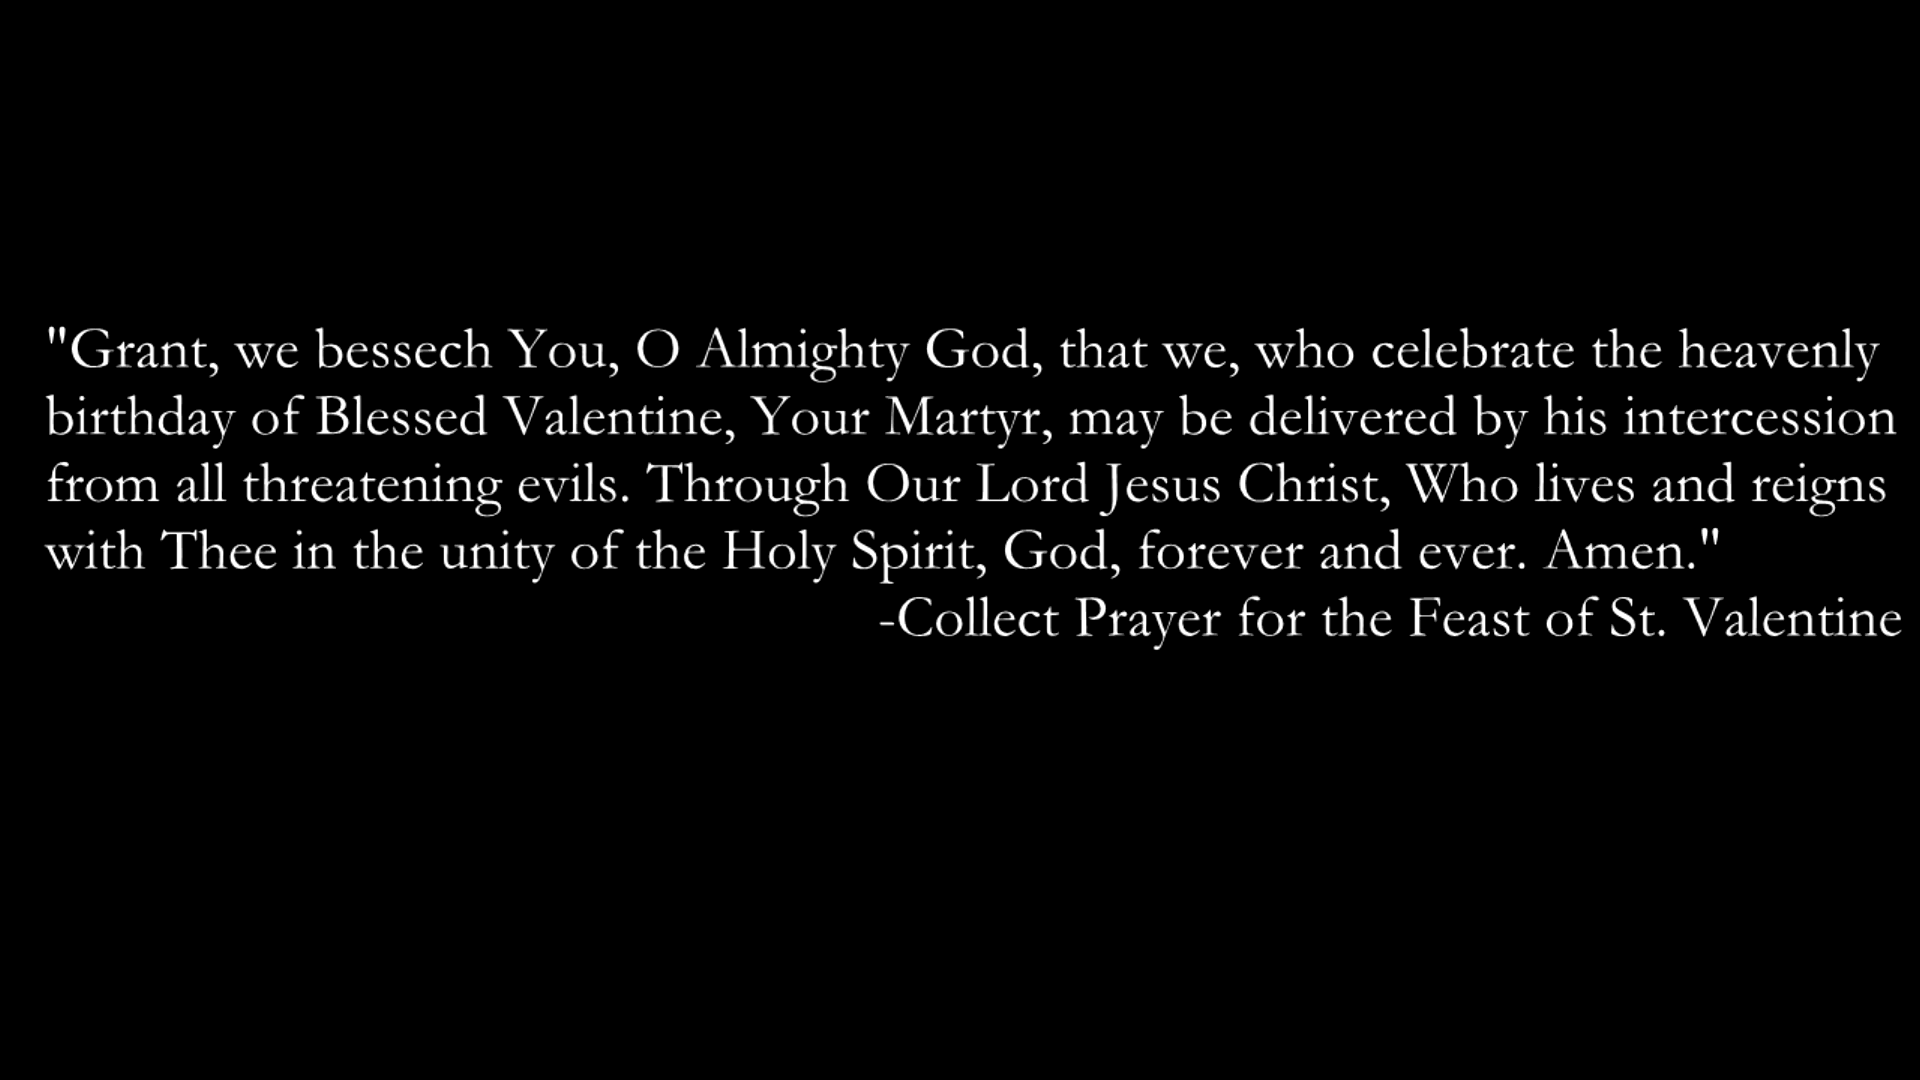 "Grant, we bessech You, O Almighty God, that we, who celebrate the heavenly
birthday of Blessed Valentine, Your Martyr, may be delivered by his intercession
from all threatening evils. Through Our Lord Jesus Christ, Who lives and reigns
with Thee in the unity of the Holy Spirit, God, forever and ever. Amen."
-Collect Prayer for the Feast of St. Valentine